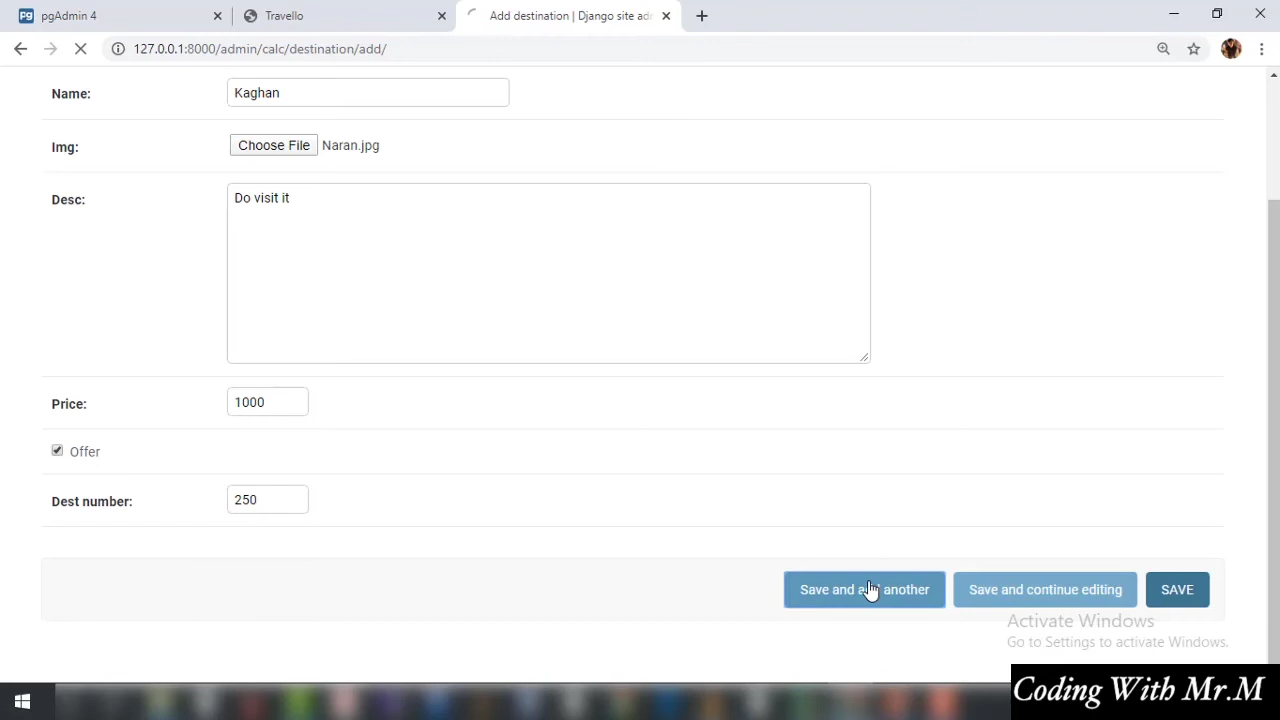 pgAdmin 4
Travello
Add destination | Django site adm
127.0.0.1:8000/admin/calc/destination/add/
Name:
Kaghan
Img:
Choose File
Naran.jpg
Desc:
Do visit it
Price:
1000
Offer
Dest number:
250
Save and add another
Save and continue editing
SAVE
Activate Windows
Go to Settings to activate Windows.
Coding With Mr.M